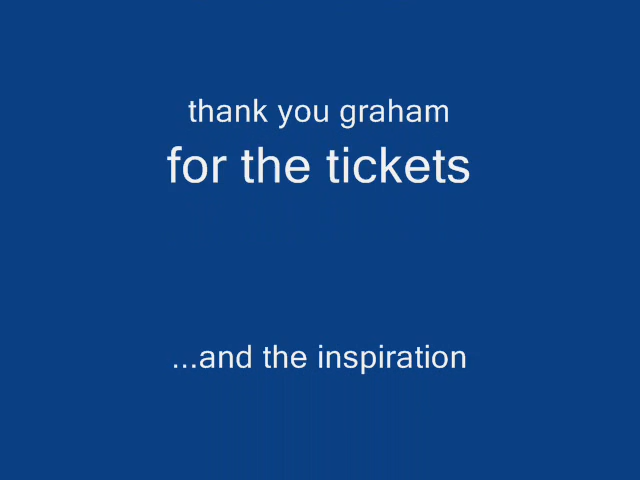 thank you graham
for the tickets
...and the inspiration